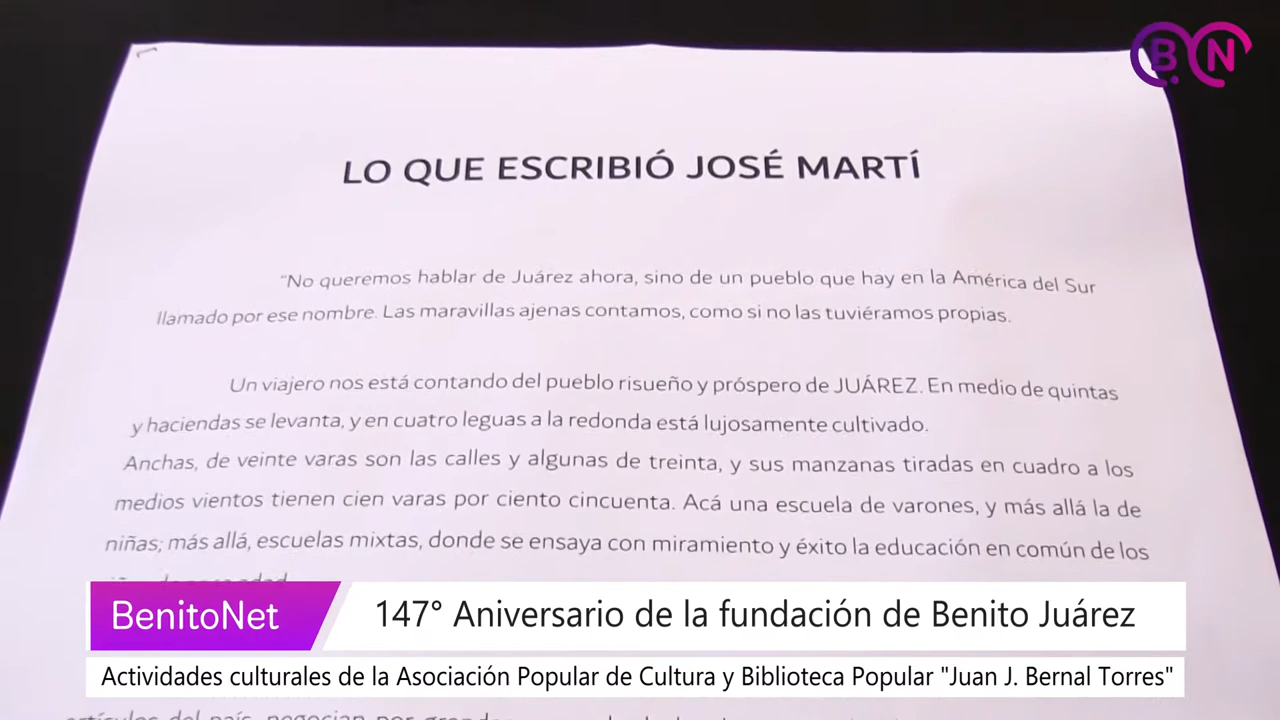 BN
LO QUE ESCRIBIÓ JOSÉ MARTÍ
“No queremos hablar de Juárez ahora, sino de un pueblo que hay en la América del Sur
llamado por ese nombre. Las maravillas ajenas contamos, como si no las tuviéramos propias.
Un viajero nos está contando del pueblo risueño y próspero de JUÁREZ. En medio de quintas
y haciendas se levanta, y en cuatro leguas a la redonda está lujosamente cultivado.
Anchas, de veinte varas son las calles y algunas de treinta, y sus manzanas tiradas en cuadro a los
medios vientos tienen cien varas por ciento cincuenta. Acá una escuela de varones, y más allá la de
niñas; más allá, escuelas mixtas, donde se ensaya con miramiento y éxito la educación en común de los
BenitoNet
147° Aniversario de la fundación de Benito Juárez
Actividades culturales de la Asociación Popular de Cultura y Biblioteca Popular "Juan J. Bernal Torres"